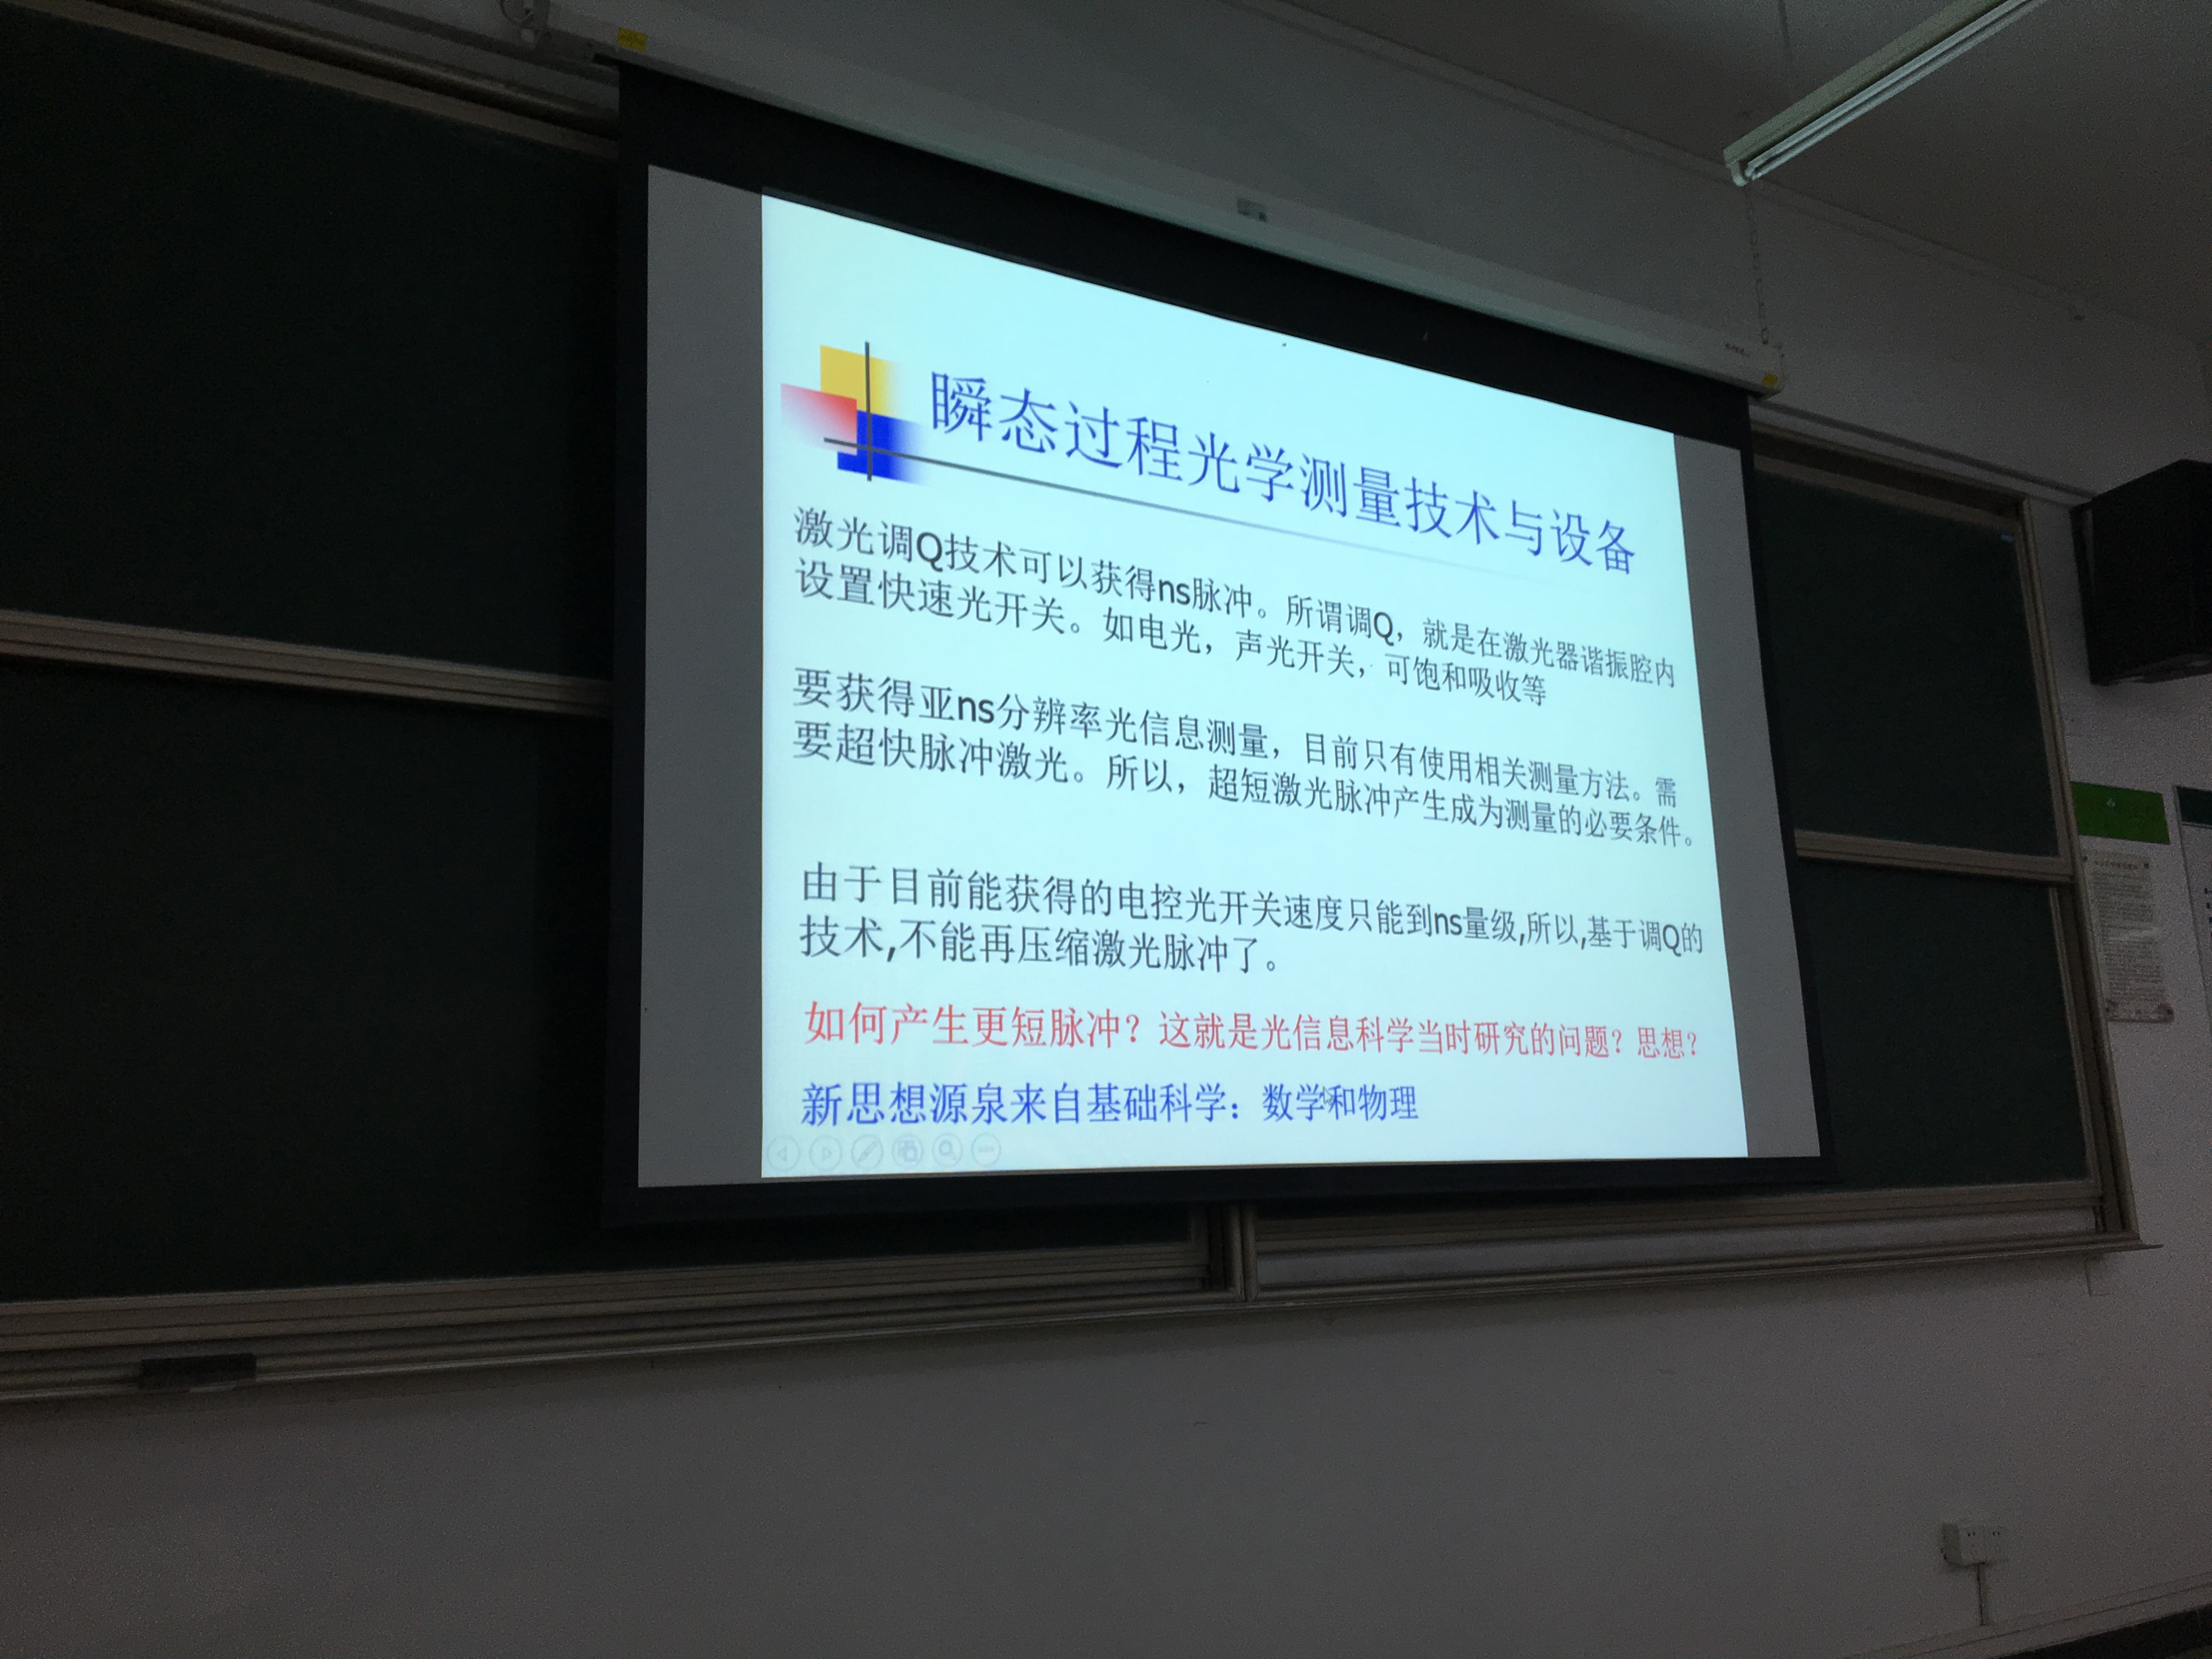 瞬态过程光学测量技术与设备
激光调Q技术可以获得ns脉冲。所谓调Q，就是在激光器谐振腔内
设置快速光开关。如电光，声光开关，可饱和吸收等
要获得亚ns分辨率光信息测量，目前只有使用相关测量方法。需
要超快脉冲激光。所以，超短激光脉冲产生成为测量的必要条件。
由于目前能获得的电控光开关速度只能到ns量级,所以,基于调Q的
技术,不能再压缩激光脉冲了。
如何产生更短脉冲？这就是光信息科学当时研究的问题？思想？
新思想源泉来自基础科学：数学和物理